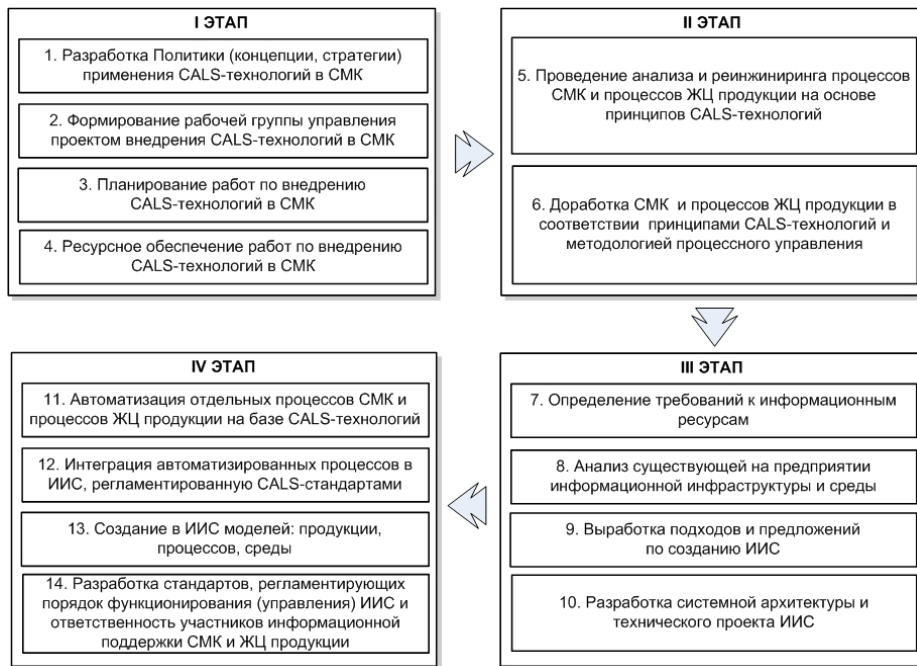 I ЭТАП
1. Разработка Политики (концепции, стратегии)
применения CALS-технологий в СМК
2. Формирование рабочей группы управления
проектом внедрения CALS-технологий в СМК
3. Планирование работ по внедрению
CALS-технологий в СМК
4. Ресурсное обеспечение работ по внедрению
CALS-технологий в СМК
II ЭТАП
5. Проведение анализа и реинжиниринга процессов
СМК и процессов ЖЦ продукции на основе
принципов CALS-технологий
6. Доработка СМК и процессов ЖЦ продукции в
соответствии принципами CALS-технологий и
методологией процессного управления
III ЭТАП
7. Определение требований к информационным
ресурсам
8. Анализ существующей на предприятии
информационной инфраструктуры и среды
9. Выработка подходов и предложений
по созданию ИИС
10. Разработка системной архитектуры и
технического проекта ИИС
IV ЭТАП
11. Автоматизация отдельных процессов СМК и
процессов ЖЦ продукции на базе CALS-технологий
12. Интеграция автоматизированных процессов в
ИИС, регламентированную CALS-стандартами
13. Создание в ИИС моделей: продукции,
процессов, среды
14. Разработка стандартов, регламентирующих
порядок функционирования (управления) ИИС и
ответственность участников информационной
поддержки СМК и ЖЦ продукции